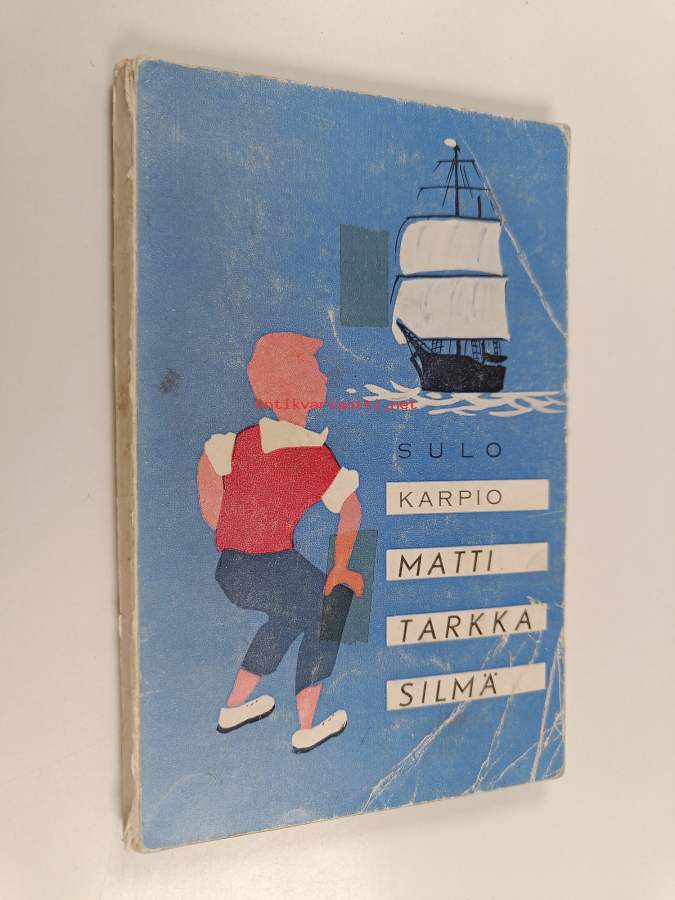 Antikvariaatti.net
SULO
KARPIO
MATTI
TARKKA
SILMÄ